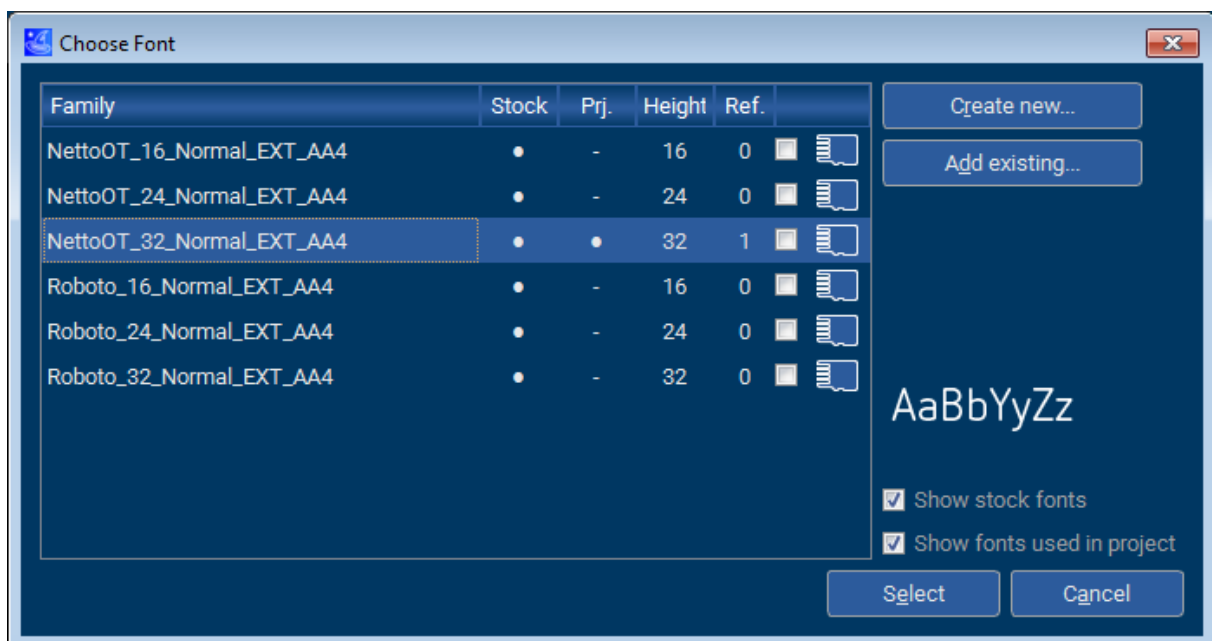 Choose Font
Family Stock Prj. Height Ref.
NettoOT_16_Normal_EXT_AA4 • - 16 0
NettoOT_24_Normal_EXT_AA4 • - 24 0
NettoOT_32_Normal_EXT_AA4 • • 32 1
Roboto_16_Normal_EXT_AA4 • - 16 0
Roboto_24_Normal_EXT_AA4 • - 24 0
Roboto_32_Normal_EXT_AA4 • - 32 0
Create new...
Add existing...
AaBbYyZz
Show stock fonts
Show fonts used in project
Select Cancel